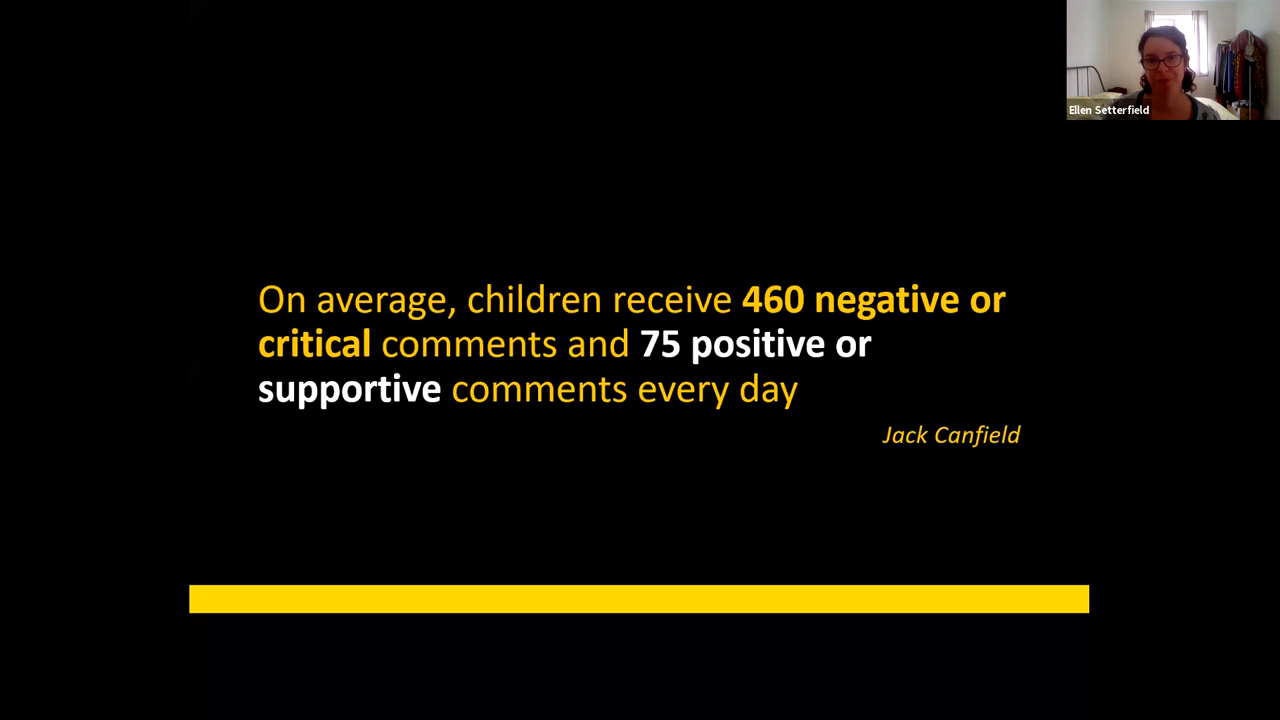 Ellen Setterfield
On average, children receive 460 negative or
critical comments and 75 positive or
supportive comments every day
Jack Canfield